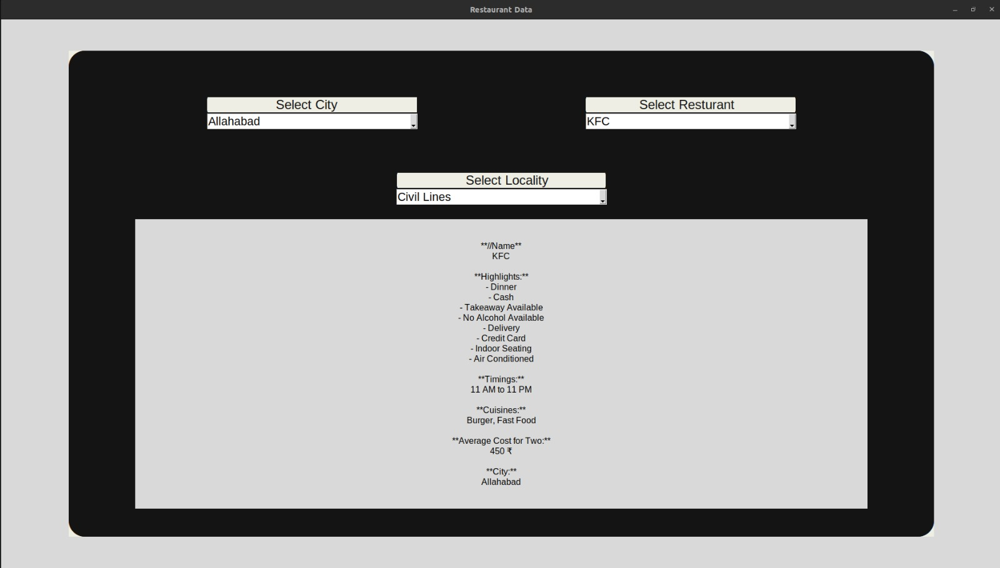 Restaurant Data
Select City
Allahabad
Select Resturant
KFC
Select Locality
Civil Lines
**//Name**
KFC
**Highlights:**
- Dinner
- Cash
- Takeaway Available
- No Alcohol Available
- Delivery
- Credit Card
- Indoor Seating
- Air Conditioned
**Timings:**
11 AM to 11 PM
**Cuisines:**
Burger, Fast Food
**Average Cost for Two:**
450 ₹
**City:**
Allahabad